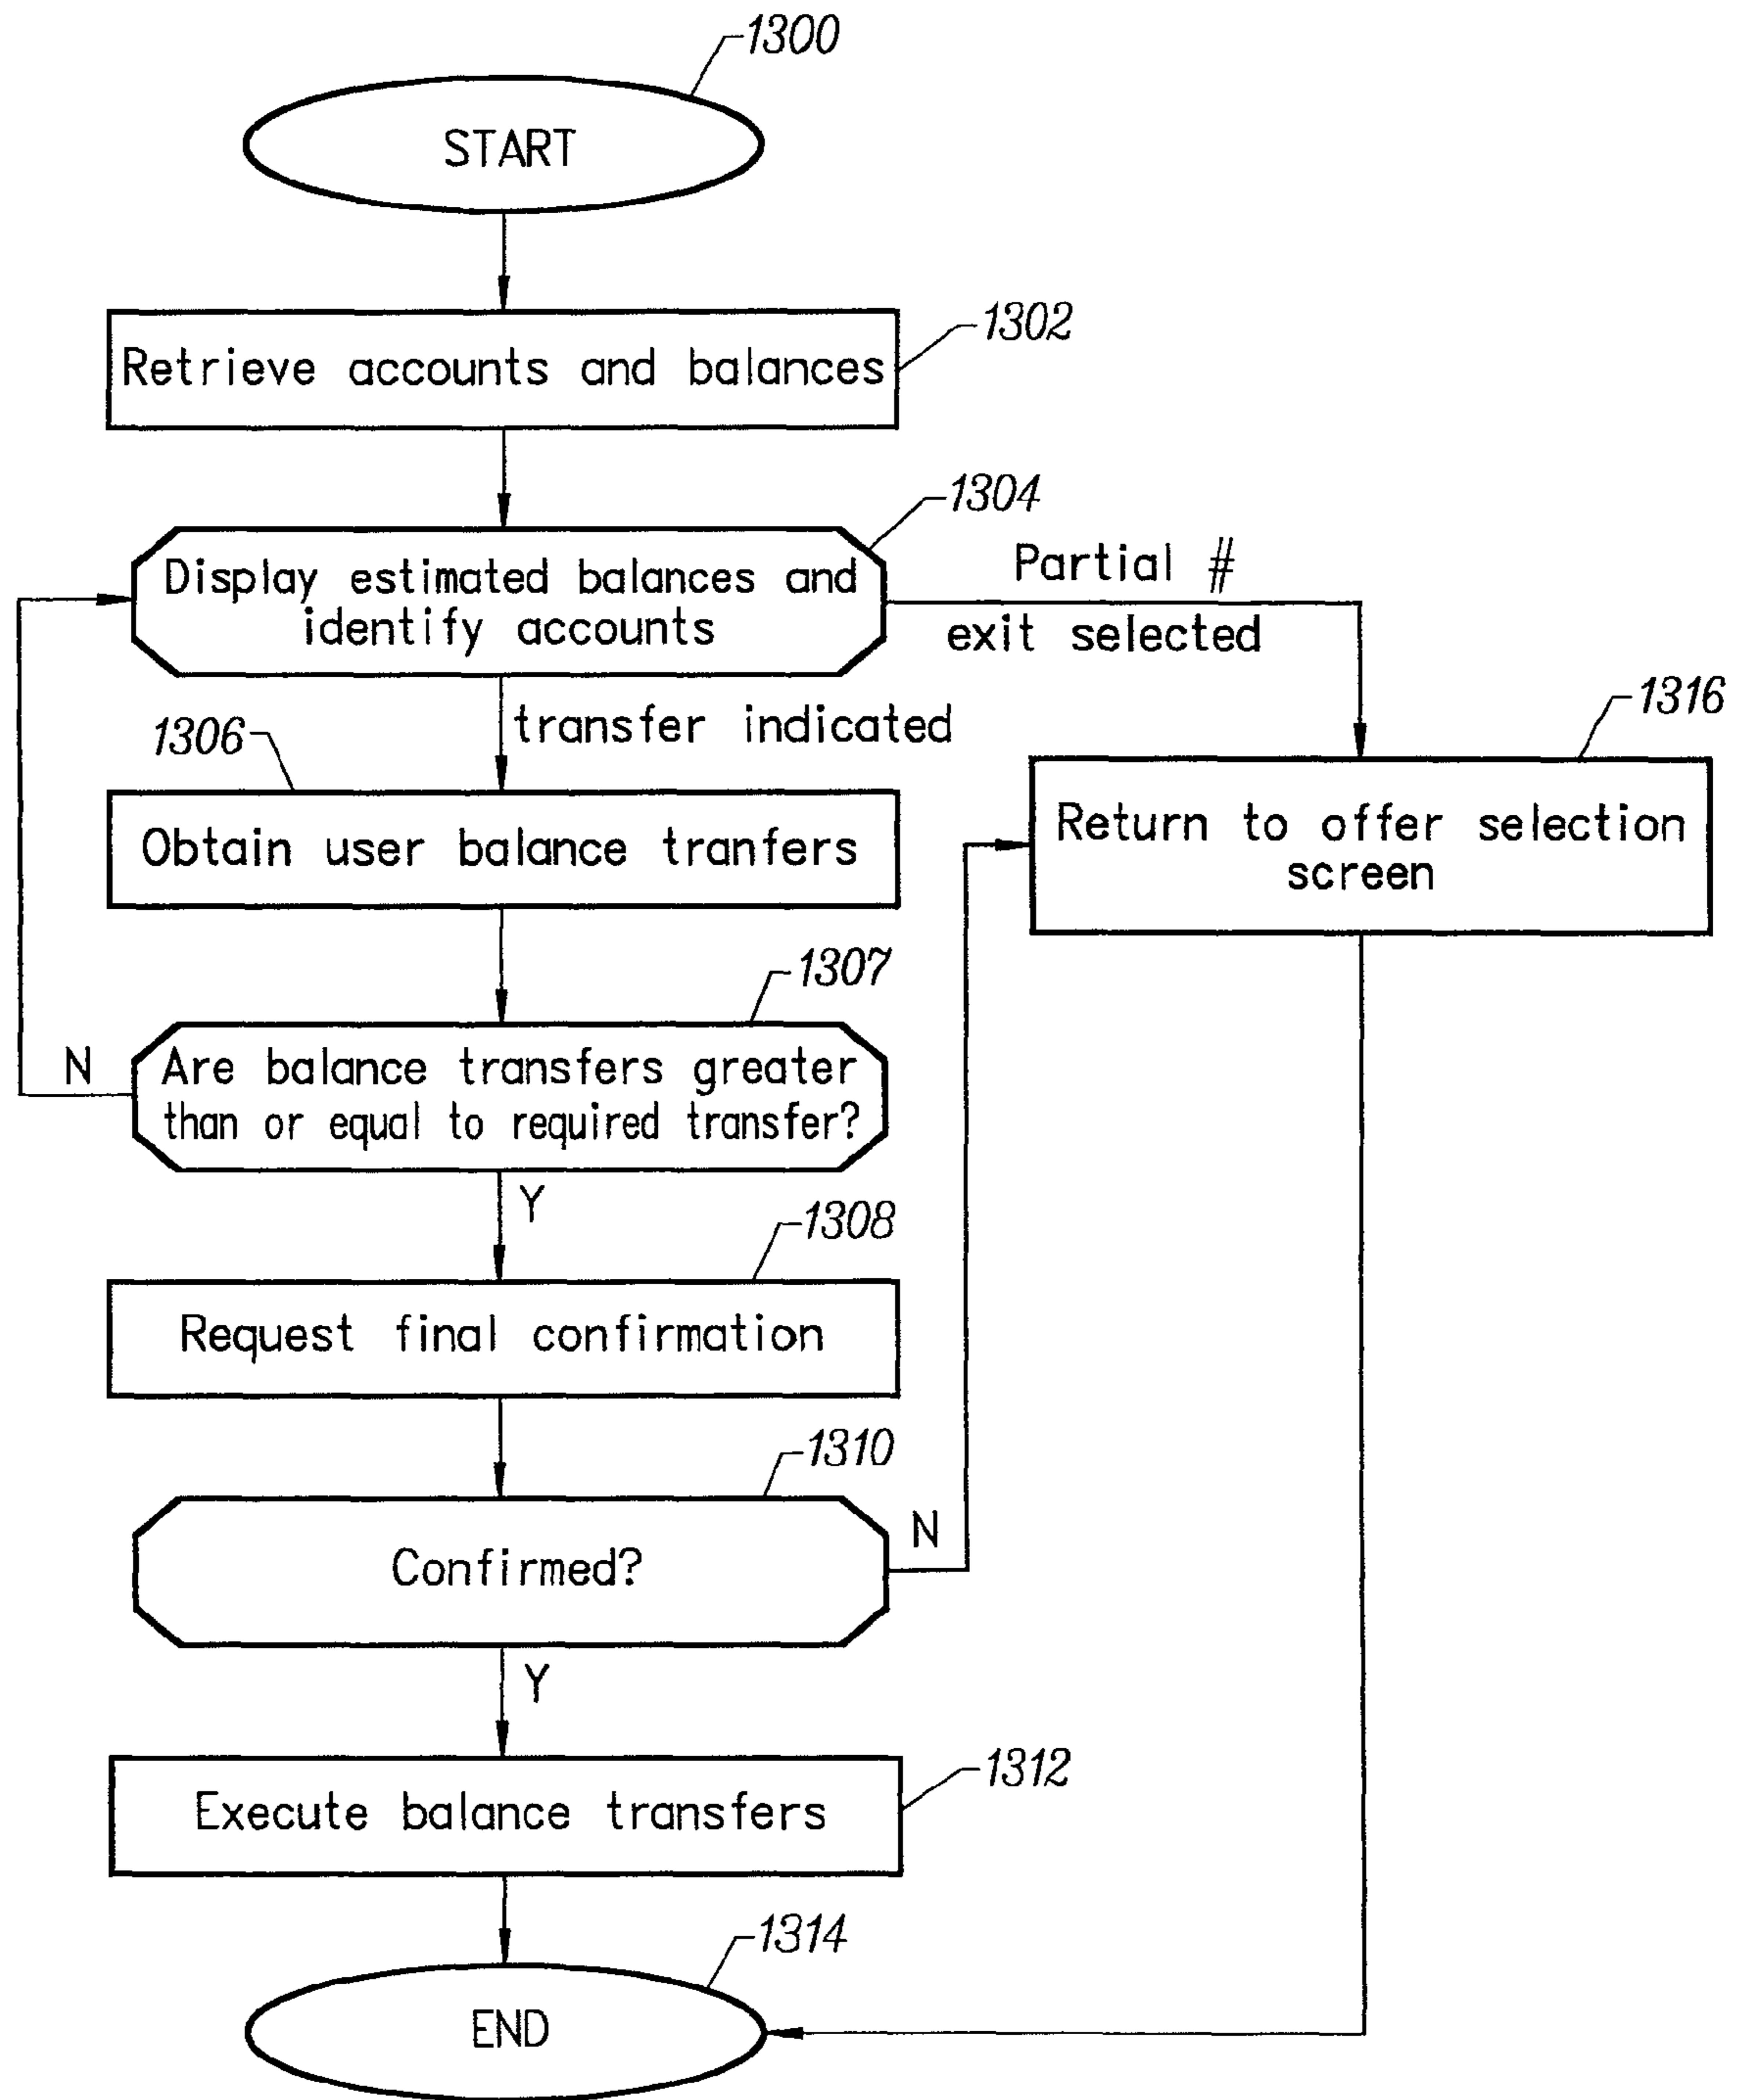 1300
START
1302
Retrieve accounts and balances
1304
Display estimated balances and
identify accounts
Partial #
exit selected
transfer indicated
1306
Obtain user balance tranfers
1316
Return to offer selection
screen
1307
N
Are balance transfers greater
than or equal to required transfer?
Y
1308
Request final confirmation
1310
Confirmed?
N
Y
1312
Execute balance transfers
1314
END